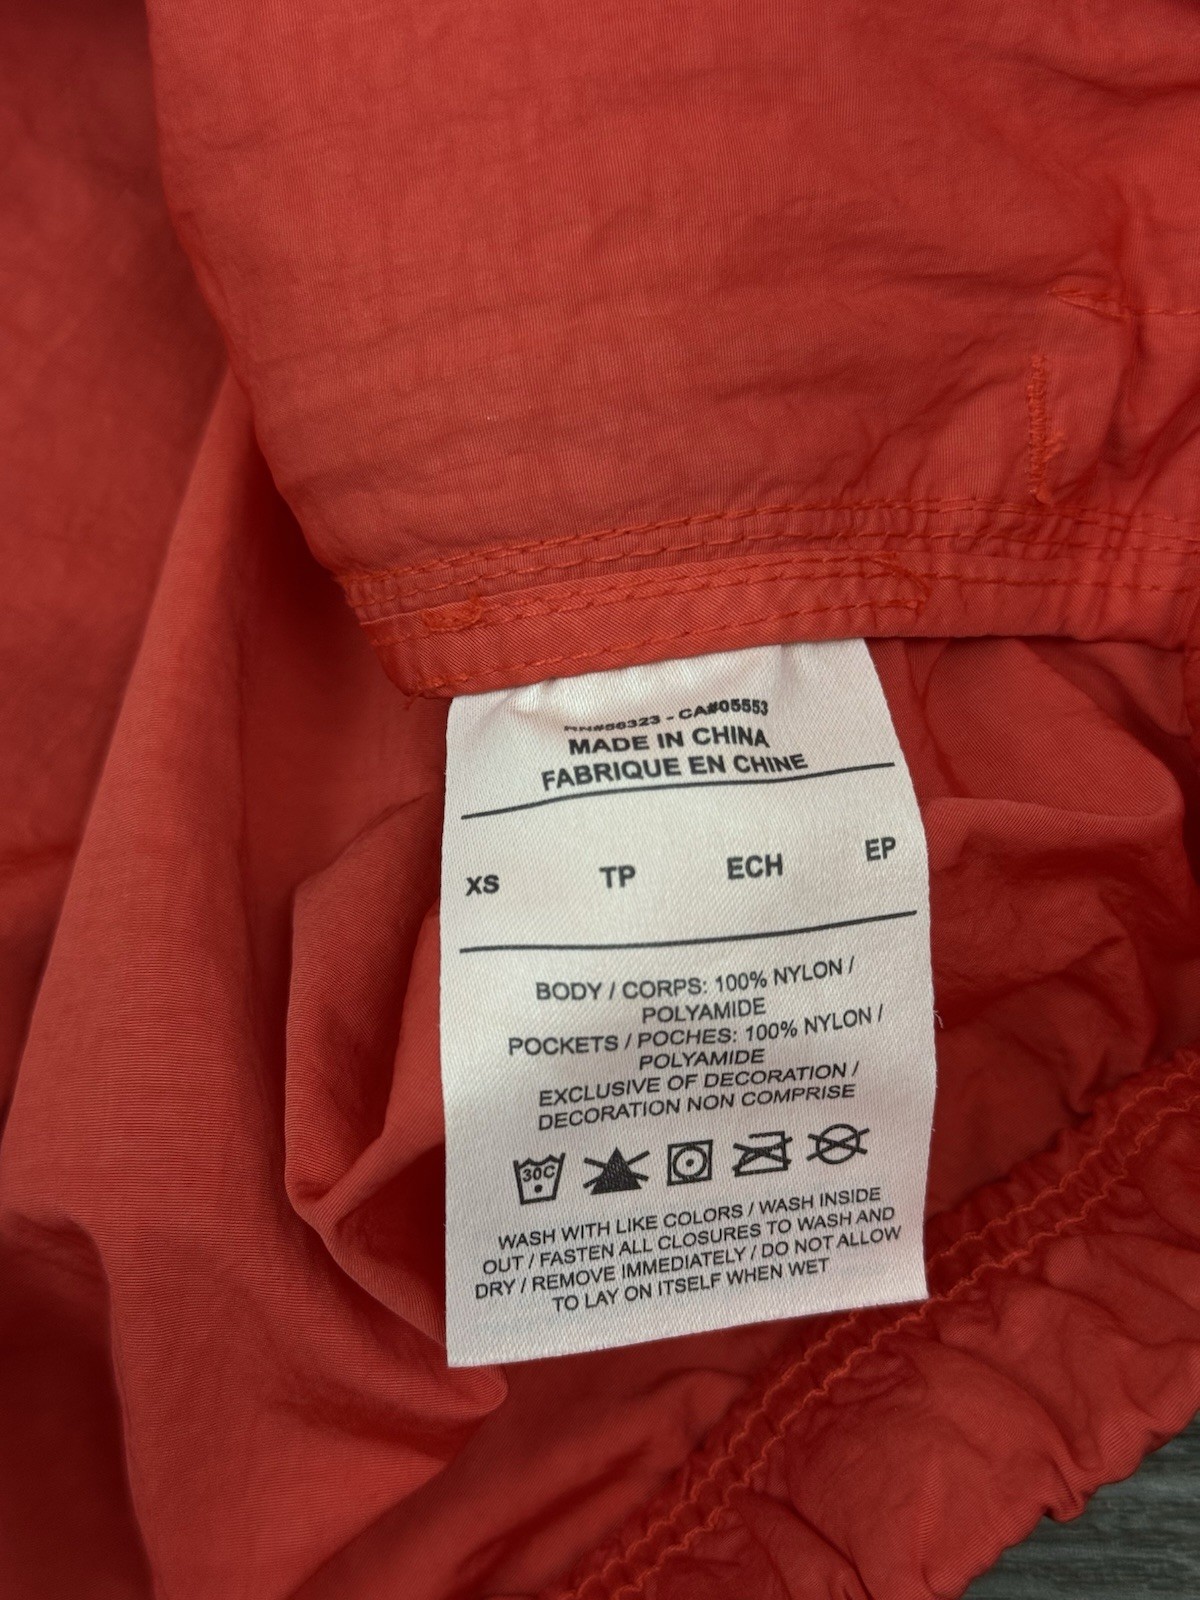 RN#56323 - CA#05553
MADE IN CHINA
FABRIQUE EN CHINE
XS TP ECH EP
BODY / CORPS: 100% NYLON /
POLYAMIDE
POCKETS / POCHES: 100% NYLON /
POLYAMIDE
EXCLUSIVE OF DECORATION /
DECORATION NON COMPRISE
30C
WASH WITH LIKE COLORS / WASH INSIDE
OUT / FASTEN ALL CLOSURES TO WASH AND
DRY / REMOVE IMMEDIATELY / DO NOT ALLOW
TO LAY ON ITSELF WHEN WET